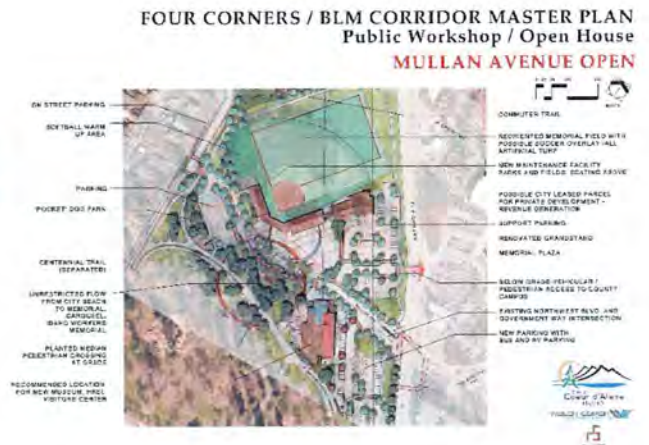 FOUR CORNERS / BLM CORRIDOR MASTER PLAN
Public Workshop / Open House
MULLAN AVENUE OPEN
ON STREET PARKING
SOFTBALL WARM
UP AREA
PARKING
'POCKET' DOG PARK
CENTENNIAL TRAIL
(SEPARATED)
UNRESTRICTED FLOW
FROM CITY BEACH
TO MEMORIAL,
CAROUSEL,
IDAHO WORKERS
MEMORIAL
PLANTED MEDIAN
PEDESTRIAN CROSSING
AT GRADE
RECOMMENDED LOCATION
FOR NEW MUSEUM,
VISITORS CENTER
COMMUTER TRAIL
REORIENTED MEMORIAL FIELD WITH
POSSIBLE SOCCER OVERLAY (ALL
ARTIFICIAL TURF
NEW MAINTENANCE FACILITY
PARKS AND FIELDS, SEATING ABOVE
POSSIBLE CITY LEASED PARCEL
FOR PRIVATE DEVELOPMENT -
REVENUE GENERATION
SUPPORT PARKING
RENOVATED GRANDSTAND
MEMORIAL PLAZA
BELOW GRADE VEHICULAR /
PEDESTRIAN ACCESS TO COUNTY
CAMPUS
EXISTING NORTHWEST BLVD. AND
GOVERNMENT WAY INTERSECTION
NEW PARKING WITH
BUS AND RV PARKING
Coeur d'Alene